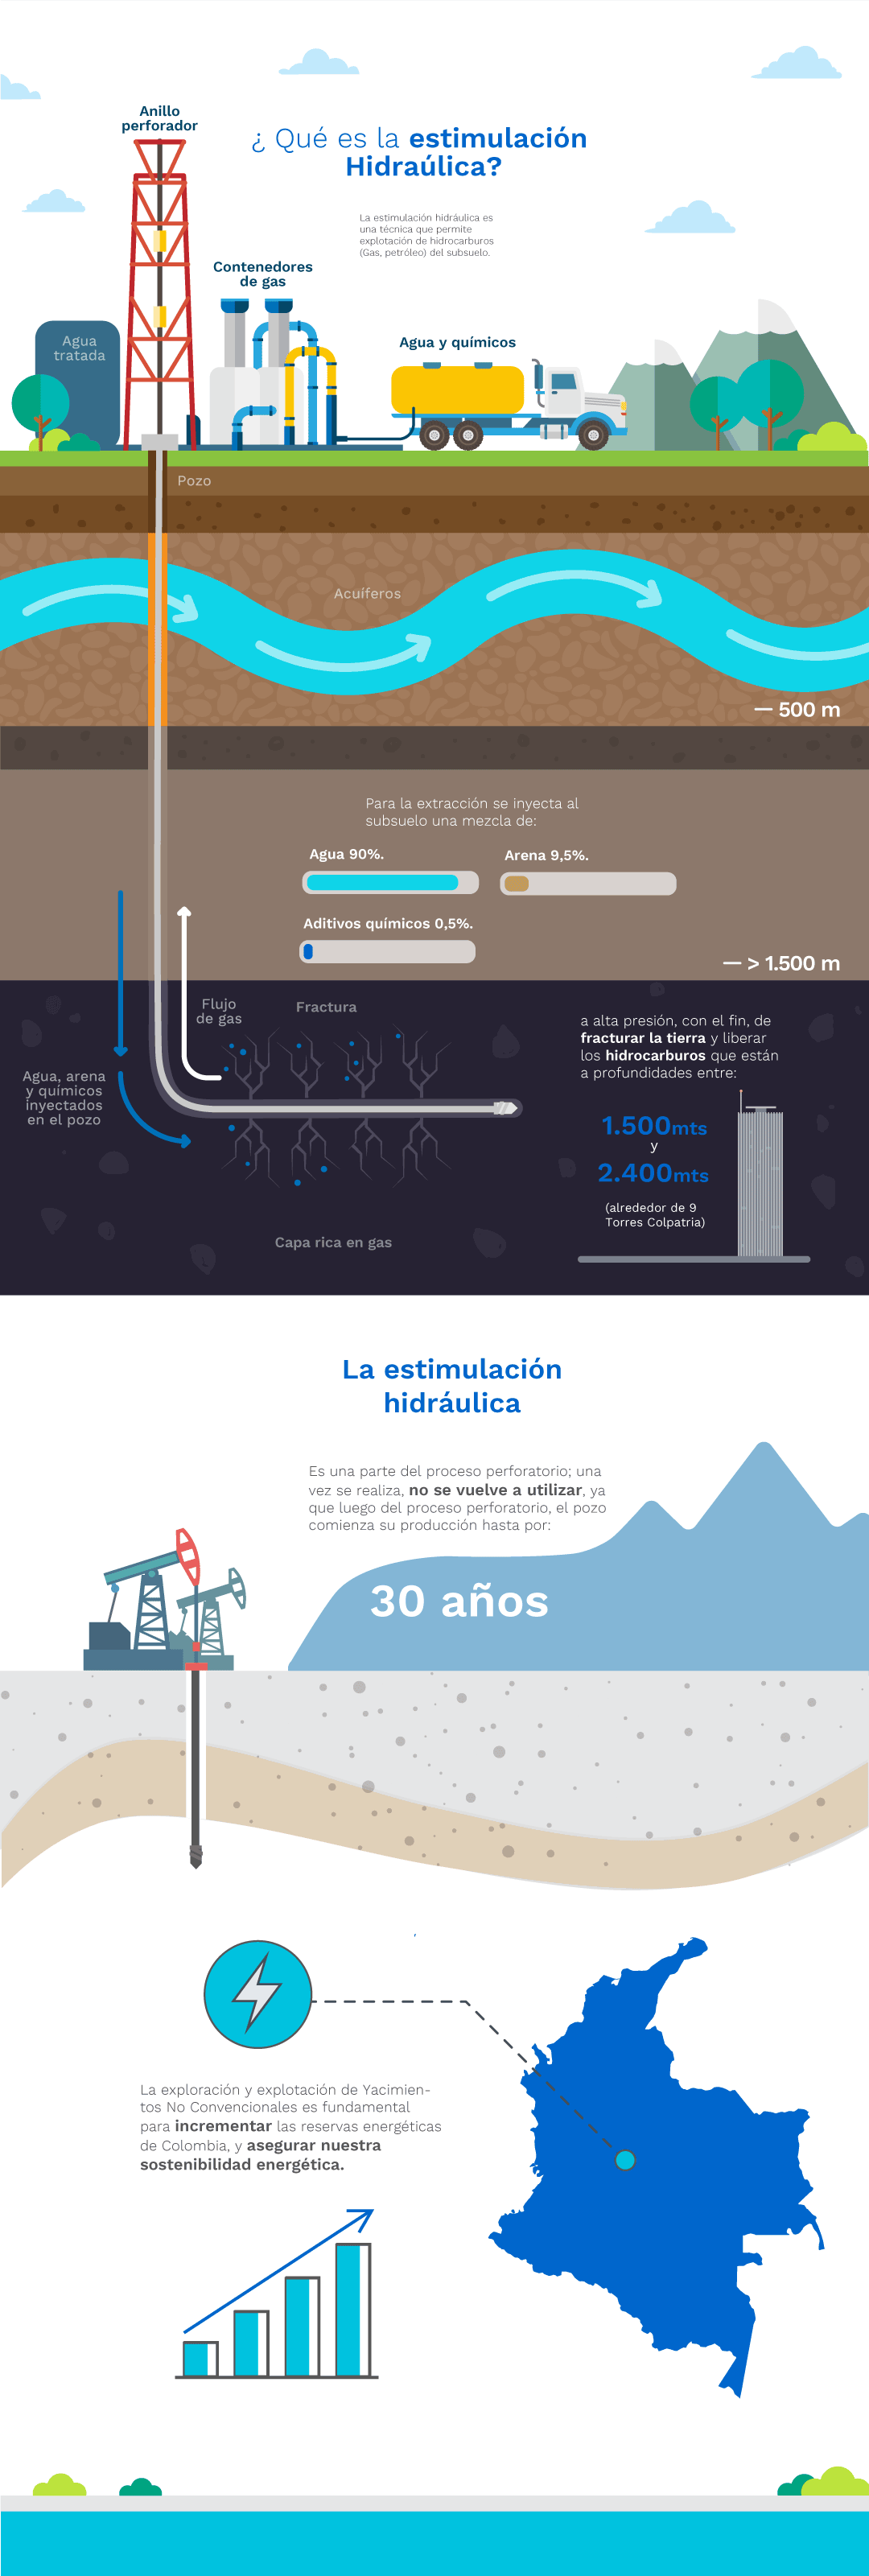 Anillo
perforador
¿ Qué es la estimulación
Hidraúlica?
La estimulación hidráulica es
una técnica que permite
explotación de hidrocarburos
(Gas, petróleo) del subsuelo.
Contenedores
de gas
Agua
tratada
Agua y químicos
Pozo
Acuíferos
— 500 m
Para la extracción se inyecta al
subsuelo una mezcla de:
Agua 90%.
Arena 9,5%.
Aditivos químicos 0,5%.
— > 1.500 m
Flujo
de gas
Fractura
Agua, arena
y químicos
inyectados
en el pozo
a alta presión, con el fin, de
fracturar la tierra y liberar
los hidrocarburos que están
a profundidades entre:
1.500mts
y
2.400mts
(alrededor de 9
Torres Colpatria)
Capa rica en gas
La estimulación
hidráulica
Es una parte del proceso perforatorio; una
vez se realiza, no se vuelve a utilizar, ya
que luego del proceso perforatorio, el pozo
comienza su producción hasta por:
30 años
La exploración y explotación de Yacimien-
tos No Convencionales es fundamental
para incrementar las reservas energéticas
de Colombia, y asegurar nuestra
sostenibilidad energética.